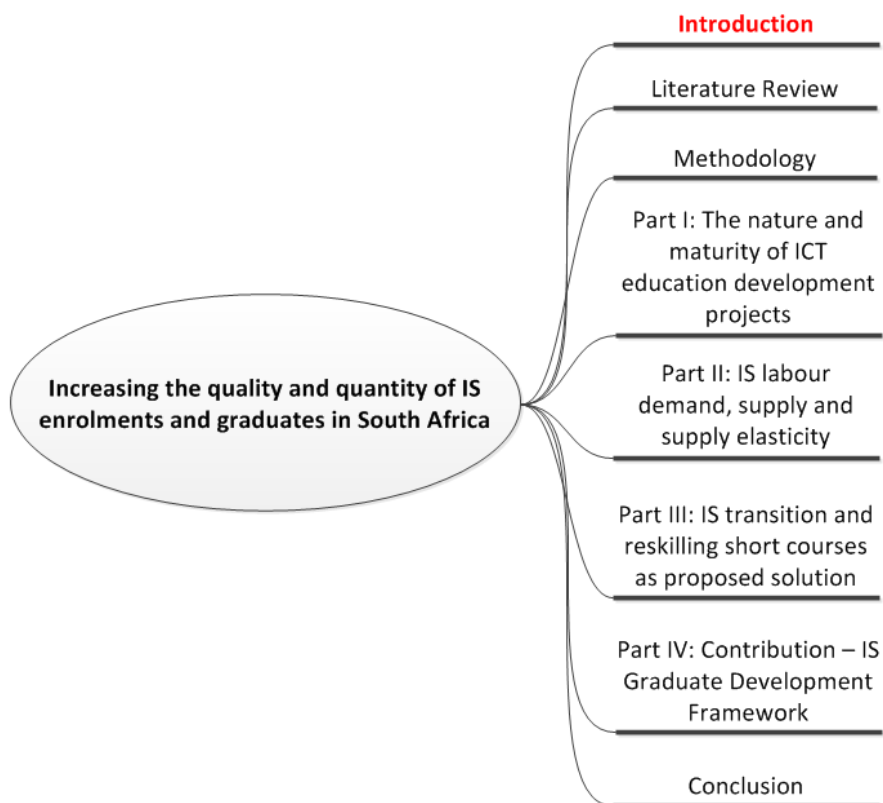 Increasing the quality and quantity of IS
enrolments and graduates in South Africa
Introduction
Literature Review
Methodology
Part I: The nature and
maturity of ICT
education development
projects
Part II: IS labour
demand, supply and
supply elasticity
Part III: IS transition and
reskilling short courses
as proposed solution
Part IV: Contribution – IS
Graduate Development
Framework
Conclusion